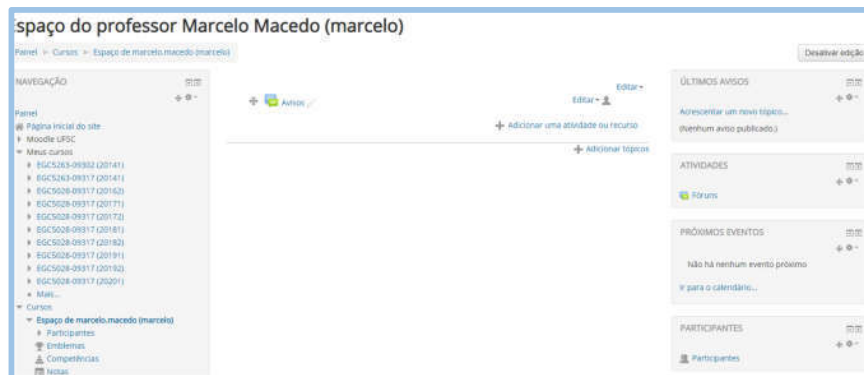 Espaço do professor Marcelo Macedo (marcelo)
Painel ► Cursos ► Espaço de marcelo.macedo (marcelo)
Desativar edição
NAVEGAÇÃO
Painel
Página inicial do site
Moodle UFSC
Meus cursos
EGC5263-09302 (20141)
EGC5263-09317 (20141)
EGC5028-09317 (20162)
EGC5028-09317 (20171)
EGC5028-09317 (20172)
EGC5028-09317 (20181)
EGC5028-09317 (20182)
EGC5028-09317 (20191)
EGC5028-09317 (20192)
EGC5028-09317 (20201)
Mais...
Cursos
Espaço de marcelo.macedo (marcelo)
Participantes
Emblemas
Competências
Notas
Editar
Avisos
Editar
Adicionar uma atividade ou recurso
Adicionar tópicos
ÚLTIMOS AVISOS
Acrescentar um novo tópico...
(Nenhum aviso publicado.)
ATIVIDADES
Fóruns
PRÓXIMOS EVENTOS
Não há nenhum evento próximo
Ir para o calendário...
PARTICIPANTES
Participantes